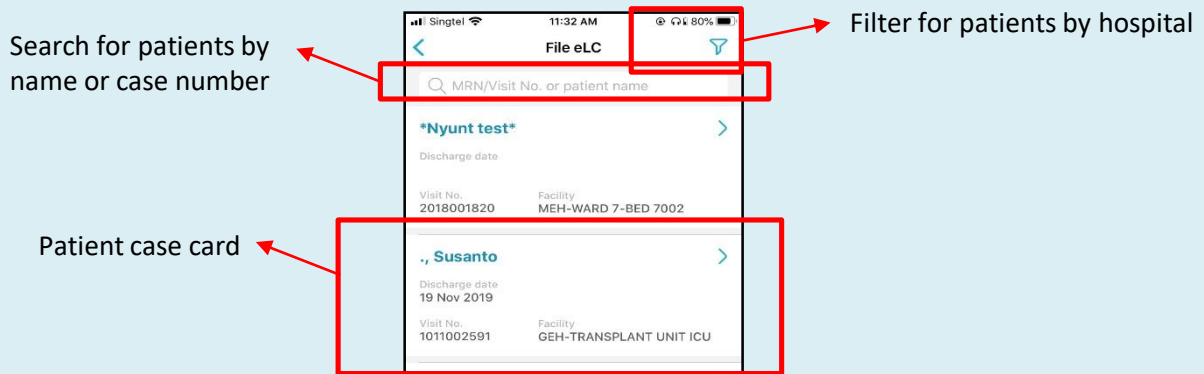 Singtel 11:32 AM 80%
File eLC
Filter for patients by hospital
Search for patients by
name or case number
MRN/Visit No. or patient name
*Nyunt test*
Discharge date
Visit No. Facility
2018001820 MEH-WARD 7-BED 7002
Patient case card
., Susanto
Discharge date
19 Nov 2019
Visit No. Facility
1011002591 GEH-TRANSPLANT UNIT ICU